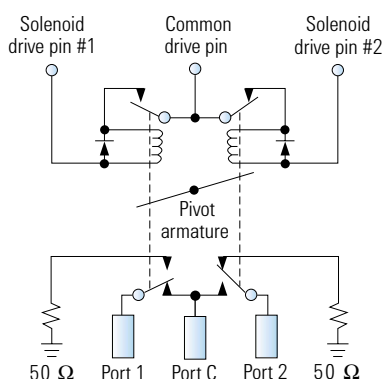 Solenoid
drive pin #1
Common
drive pin
Solenoid
drive pin #2
Pivot
armature
50 Ω
Port 1
Port C
Port 2
50 Ω